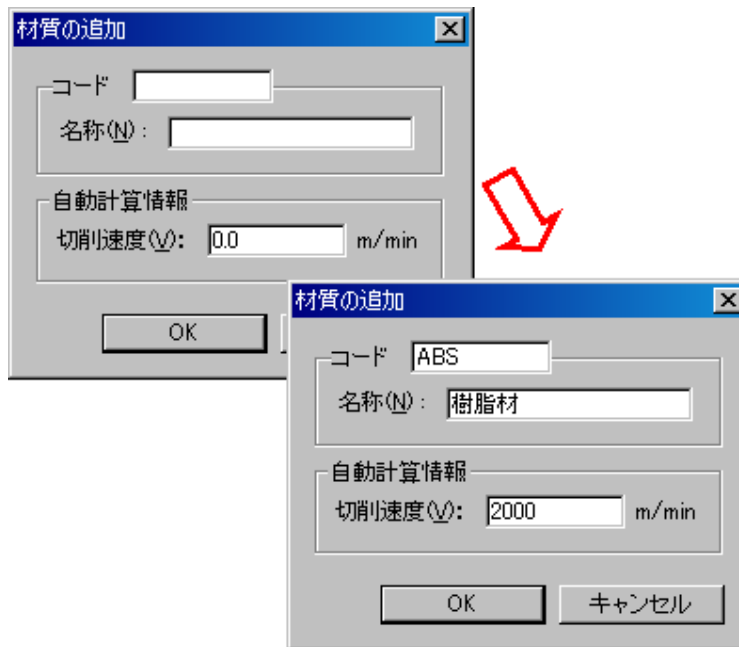 材質の追加
コード
名称(N):
自動計算情報
切削速度(V): 0.0 m/min
OK
材質の追加
コード ABS
名称(N): 樹脂材
自動計算情報
切削速度(V): 2000 m/min
OK キャンセル